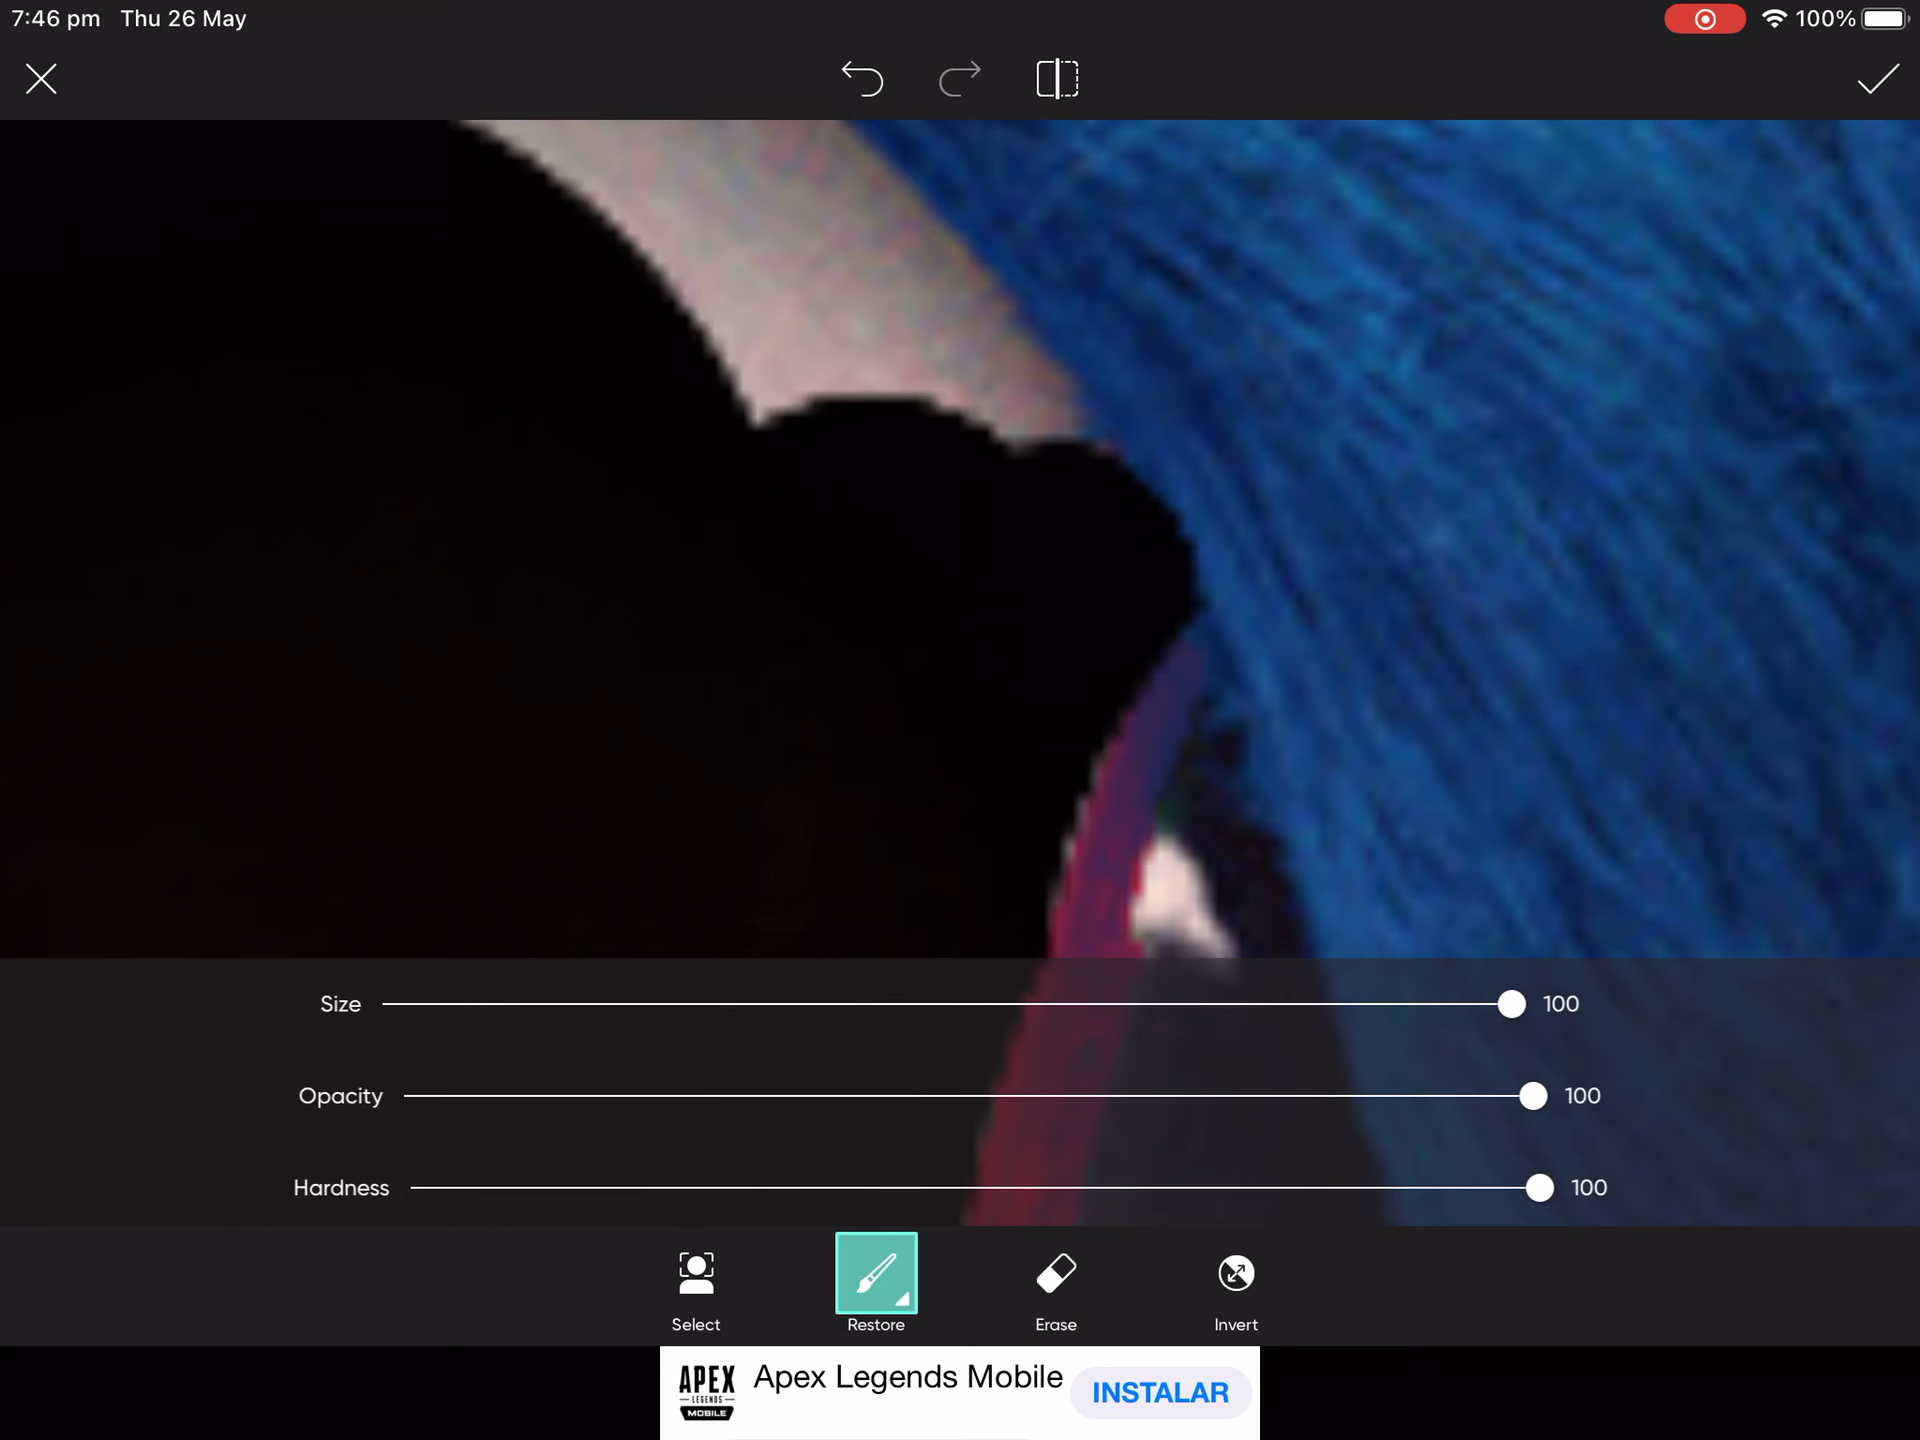 7:46 pm Thu 26 May 100%
Size 100
Opacity 100
Hardness 100
Select Restore Erase Invert
APEX
LEGENDS
MOBILE
Apex Legends Mobile
INSTALAR